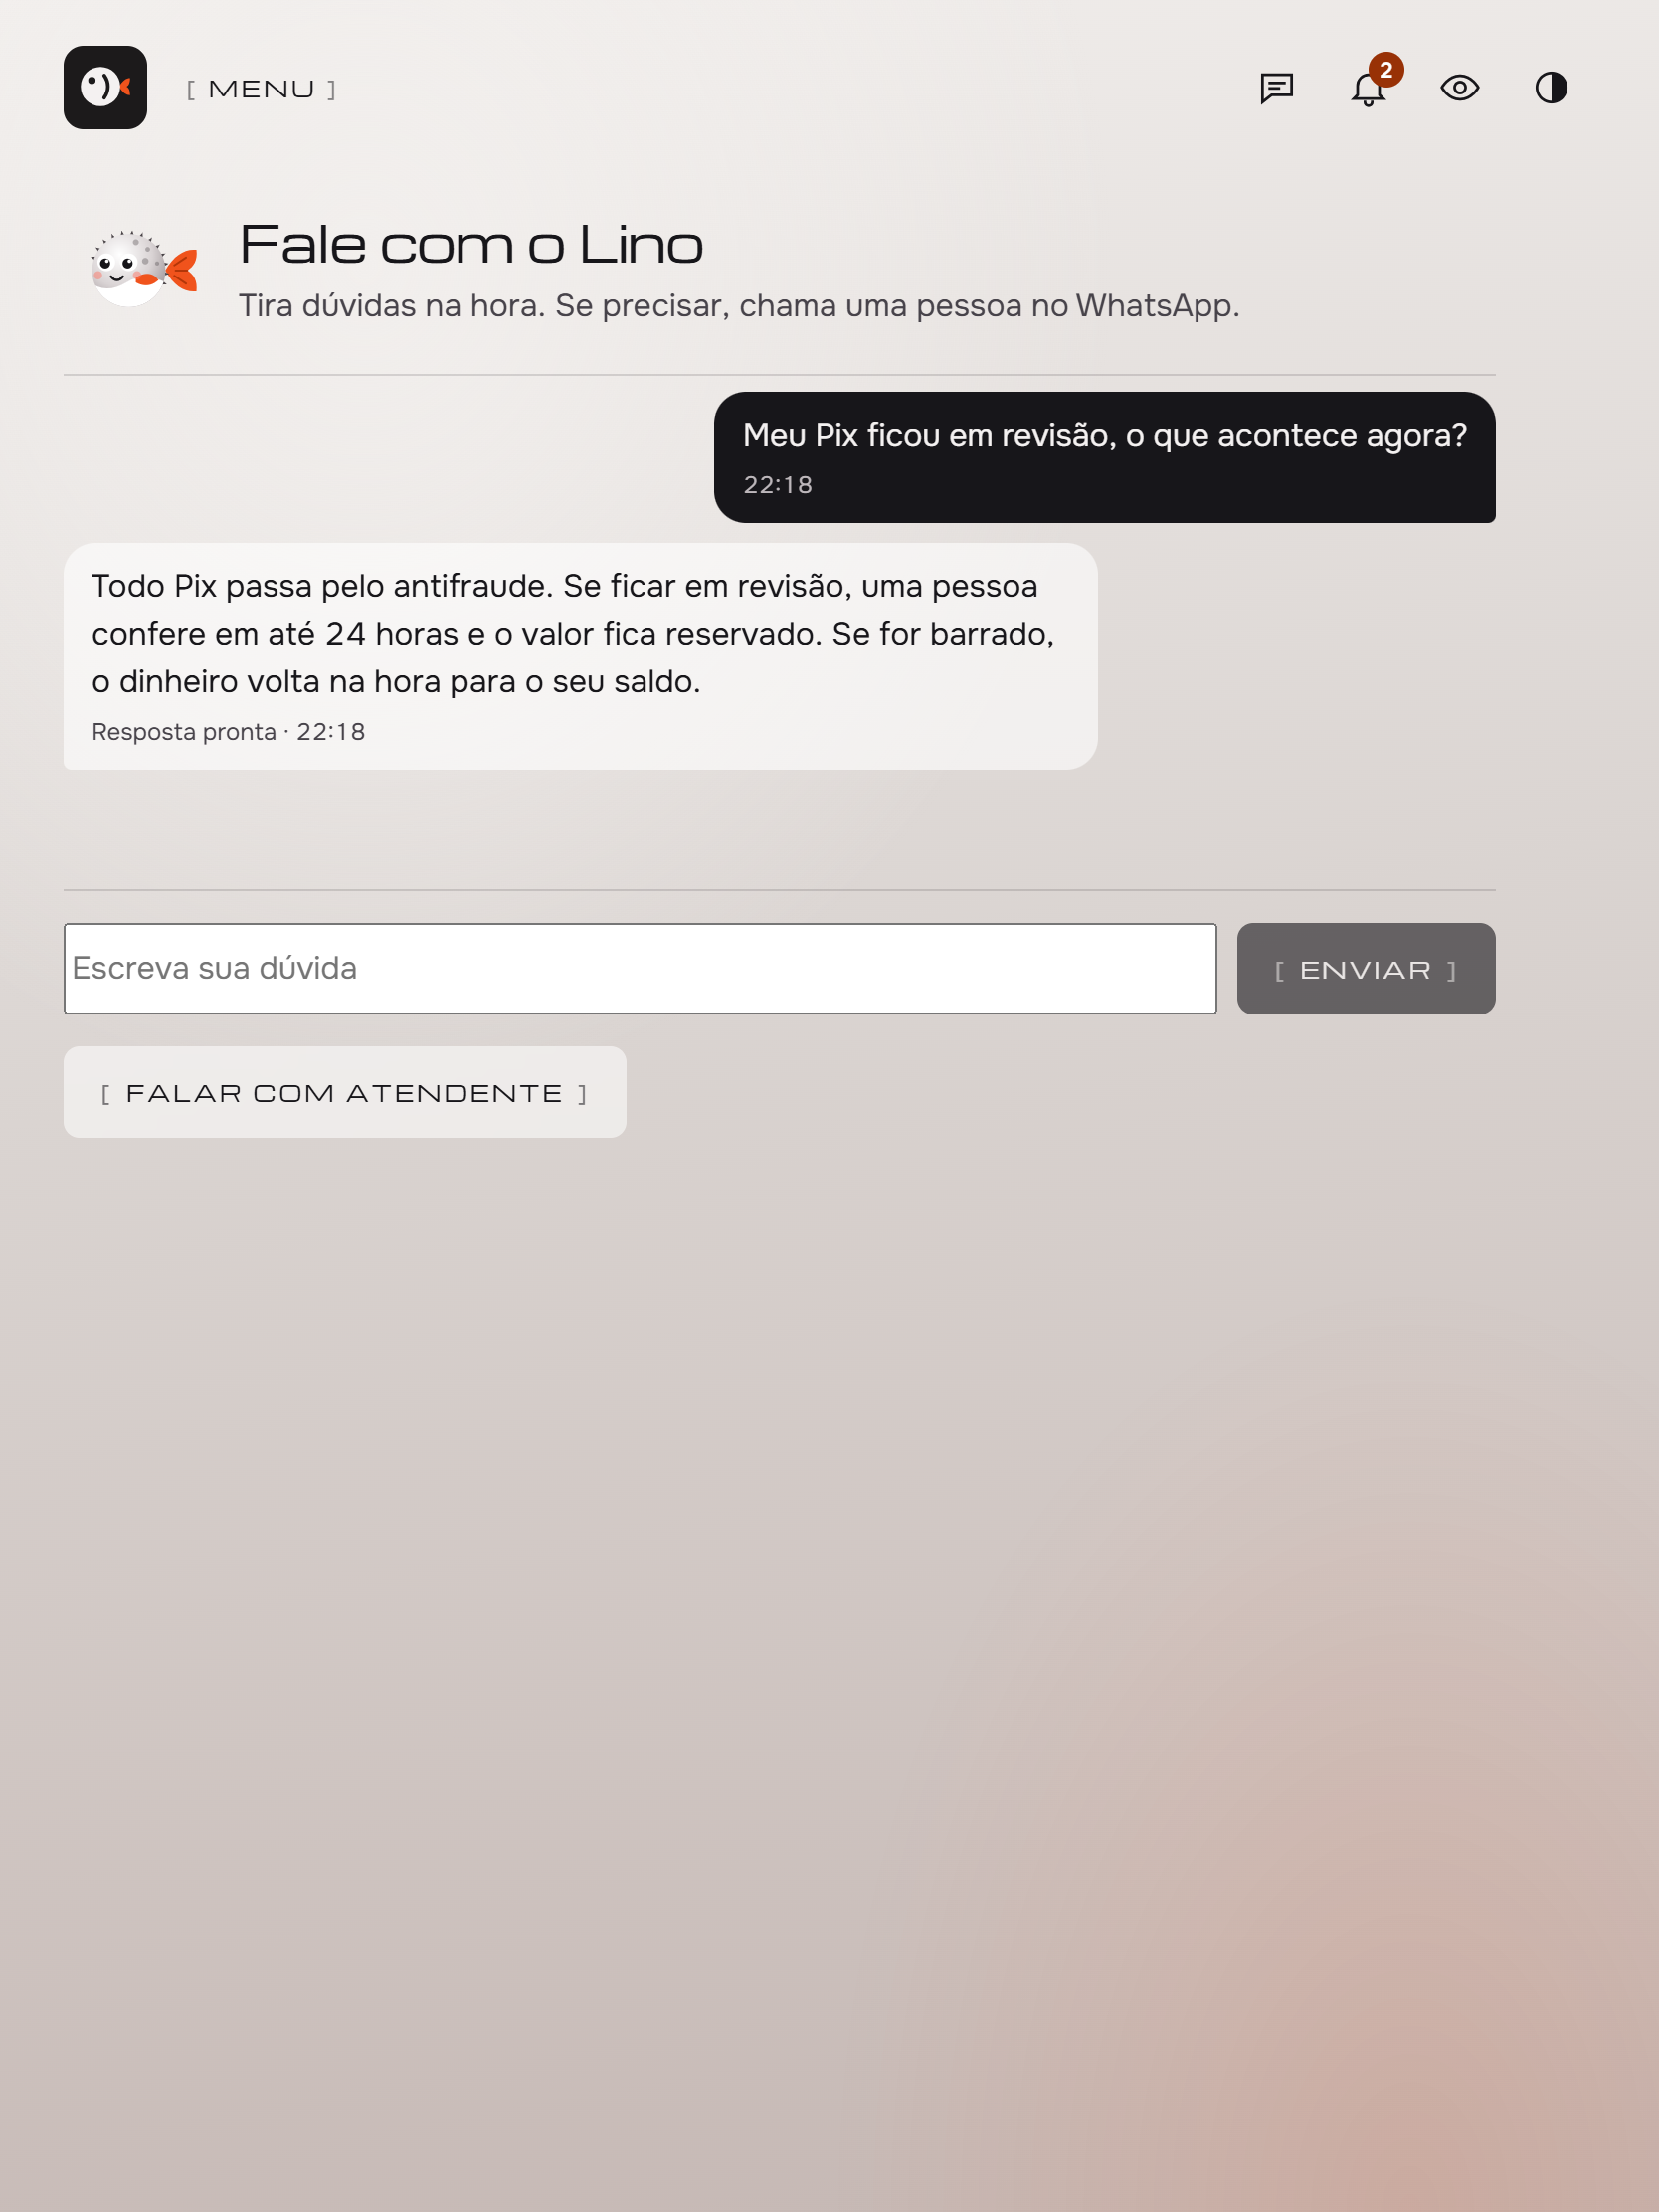 [ MENU ]
2
Fale com o Lino
Tira dúvidas na hora. Se precisar, chama uma pessoa no WhatsApp.
Meu Pix ficou em revisão, o que acontece agora?
22:18
Todo Pix passa pelo antifraude. Se ficar em revisão, uma pessoa
confere em até 24 horas e o valor fica reservado. Se for barrado,
o dinheiro volta na hora para o seu saldo.
Resposta pronta · 22:18
Escreva sua dúvida
[ ENVIAR ]
[ FALAR COM ATENDENTE ]